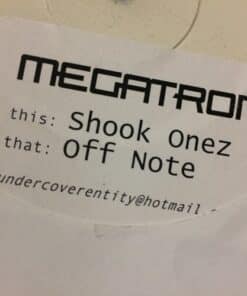 MEGATRON
this: Shook Onez
that: Off Note
undercoverentity@hotmail.